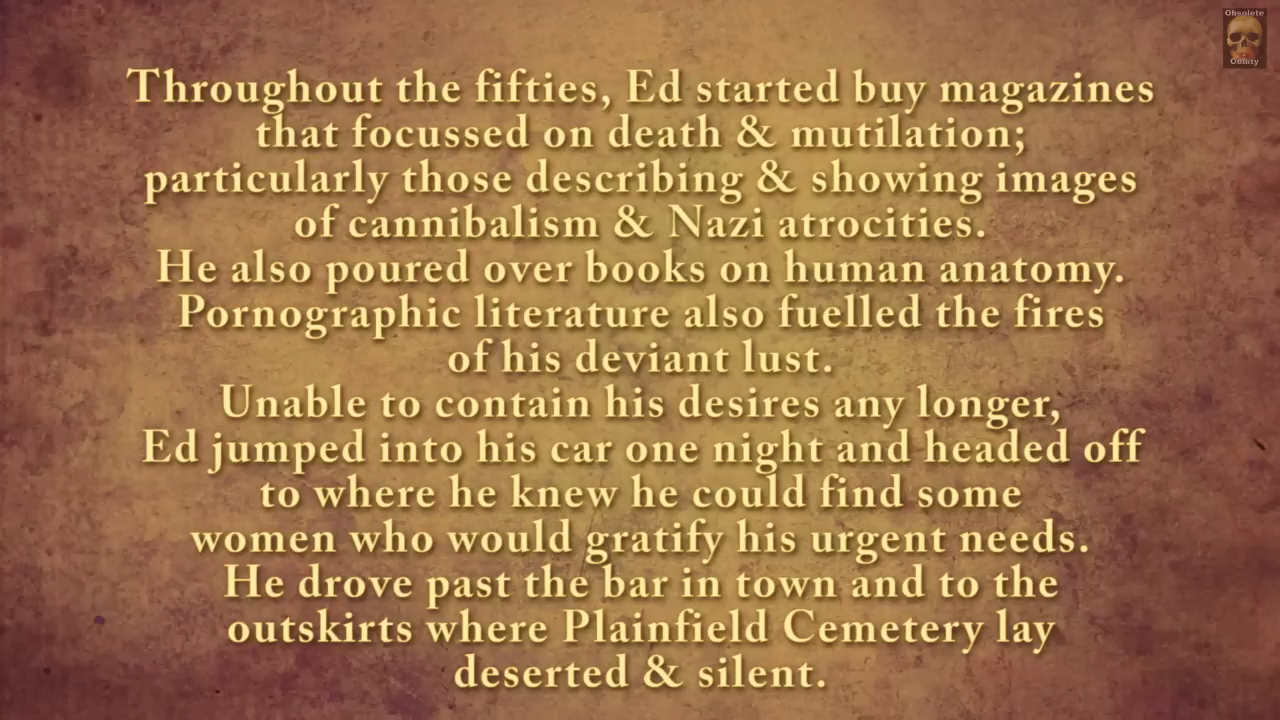 Obsolete
Oddity
Throughout the fifties, Ed started buy magazines
that focussed on death & mutilation;
particularly those describing & showing images
of cannibalism & Nazi atrocities.
He also poured over books on human anatomy.
Pornographic literature also fuelled the fires
of his deviant lust.
Unable to contain his desires any longer,
Ed jumped into his car one night and headed off
to where he knew he could find some
women who would gratify his urgent needs.
He drove past the bar in town and to the
outskirts where Plainfield Cemetery lay
deserted & silent.